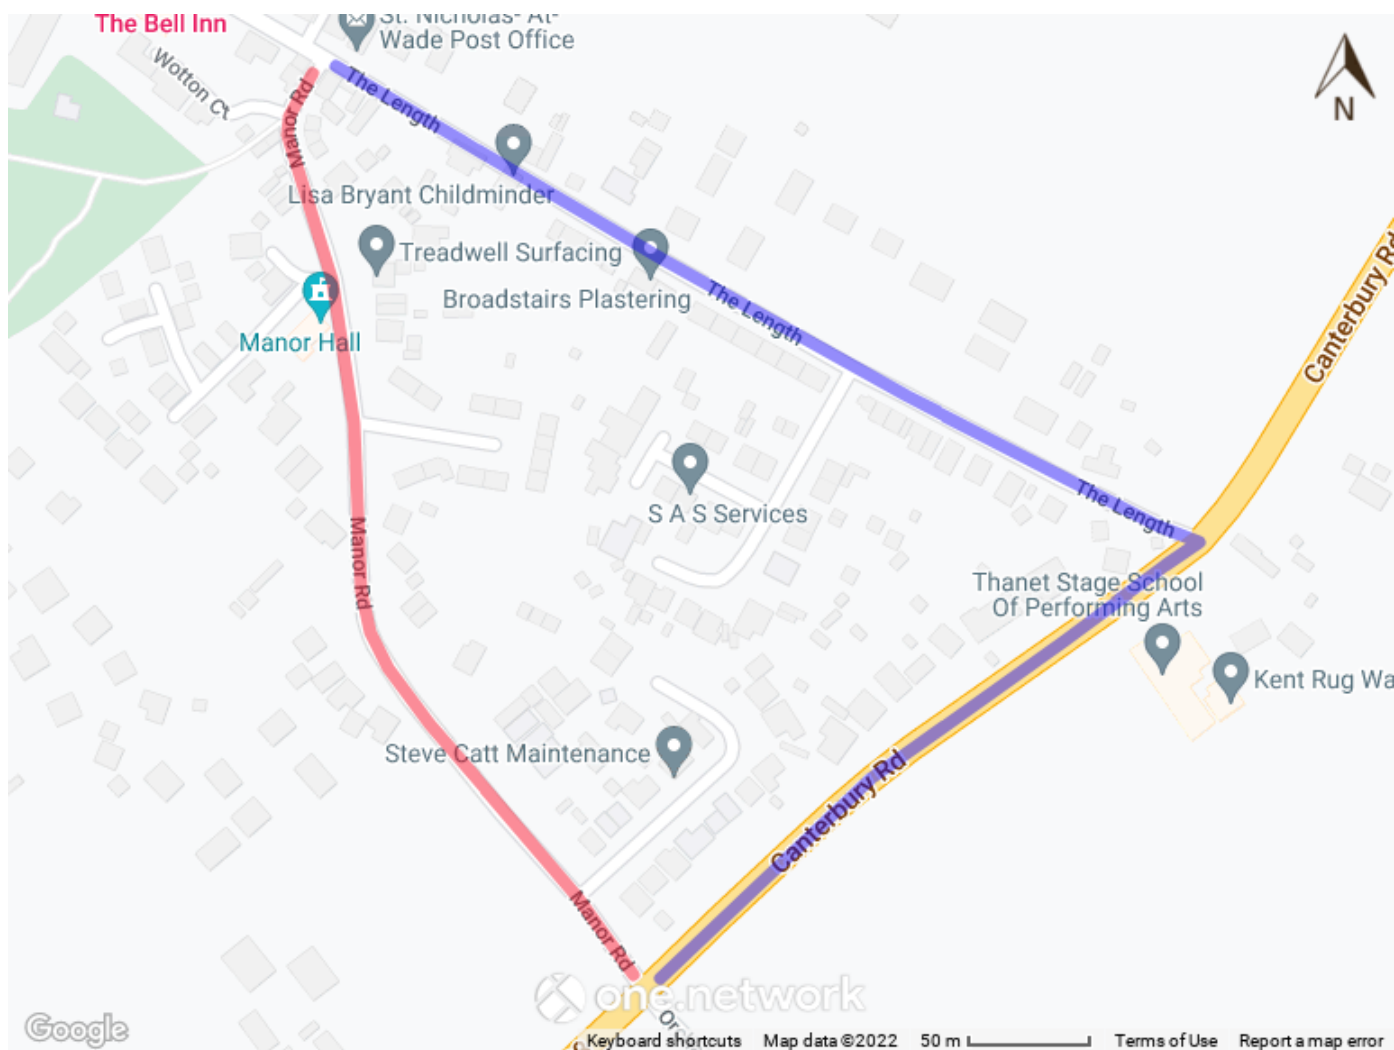 The Bell Inn
St. Nicholas- At-
Wade Post Office
N
Wotton Ct
Manor Rd
The Length
Lisa Bryant Childminder
Treadwell Surfacing
Broadstairs Plastering
The Length
Canterbury Rd
Manor Hall
S A S Services
The Length
Manor Rd
Thanet Stage School
Of Performing Arts
Kent Rug Wa
Steve Catt Maintenance
Canterbury Rd
Manor Rd
one.network
Google
Keyboard shortcuts Map data ©2022 50 m Terms of Use Report a map error